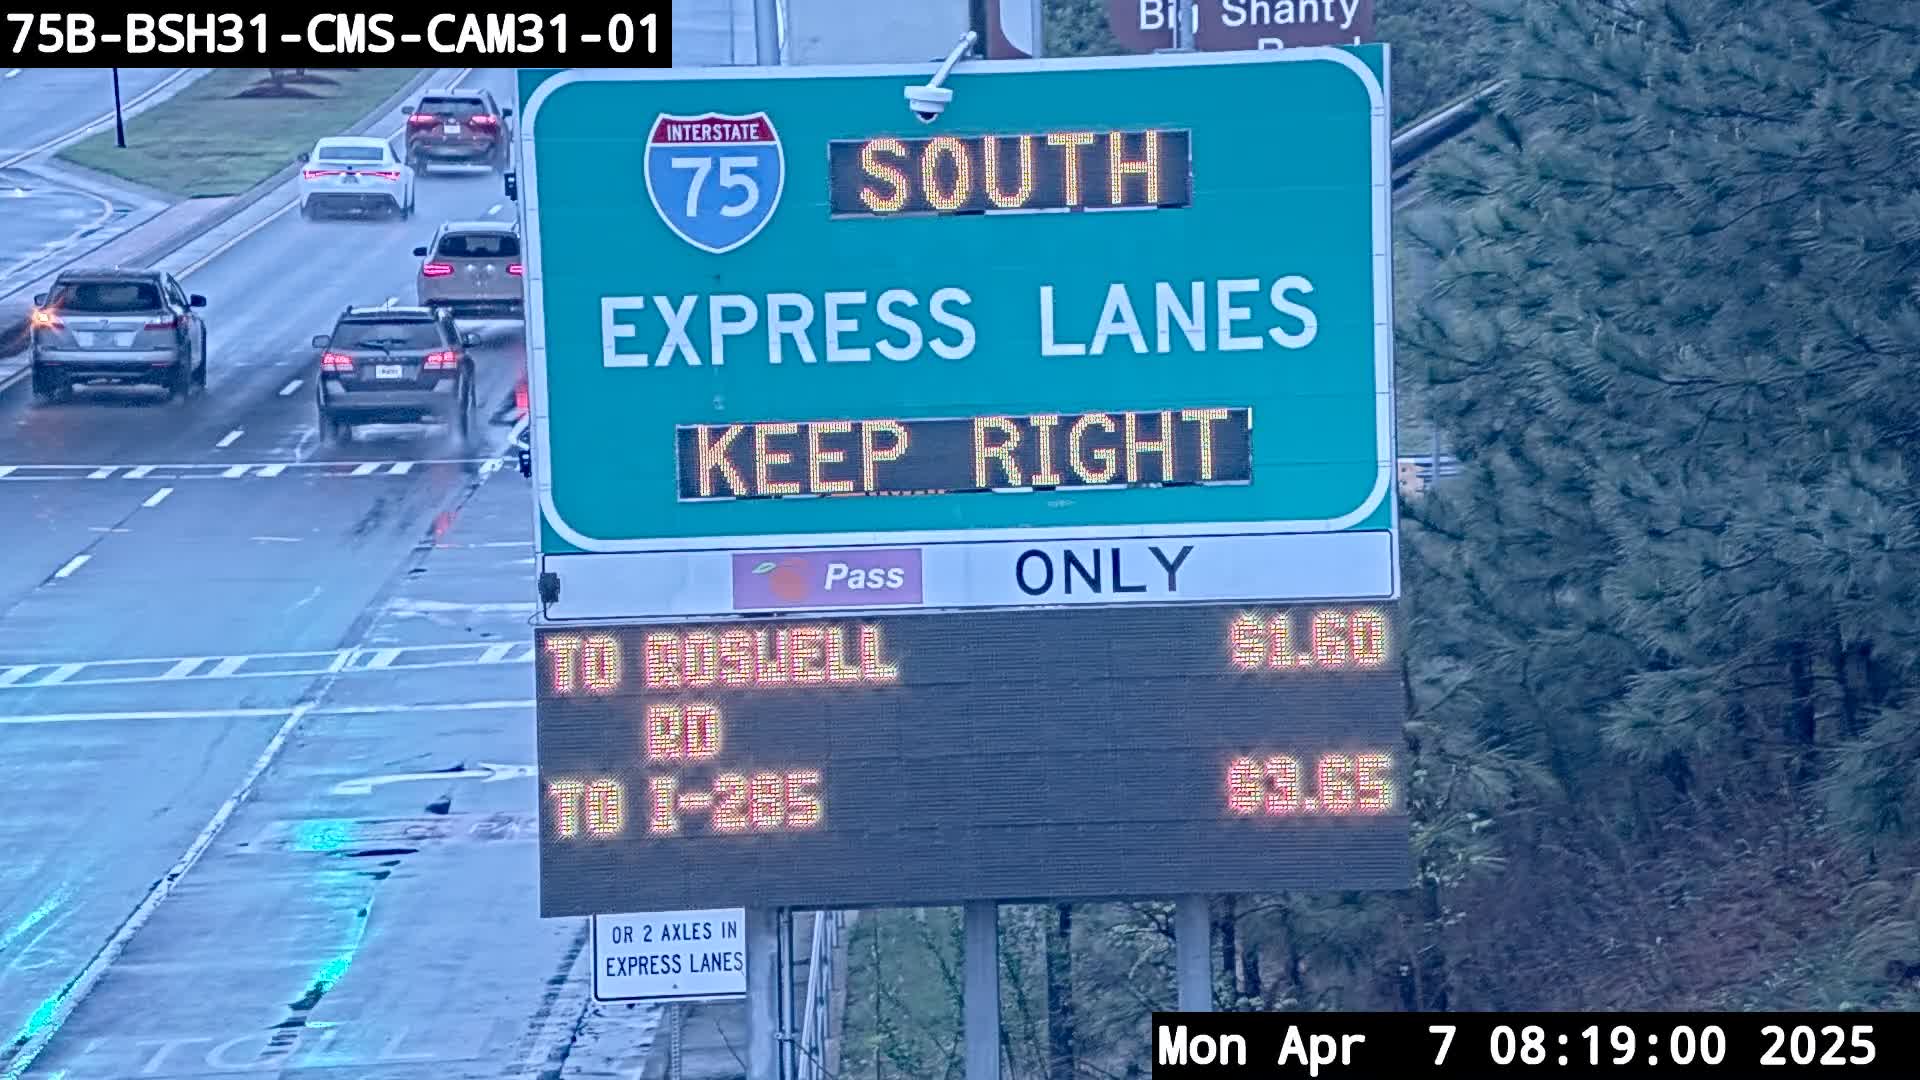 75B-BSH31-CMS-CAM31-01
Big Shanty
INTERSTATE
75
SOUTH
EXPRESS LANES
KEEP RIGHT
Pass ONLY
TO ROSWELL $1.60
RD
TO I-285 $3.65
OR 2 AXLES IN
EXPRESS LANES
Mon Apr 7 08:19:00 2025